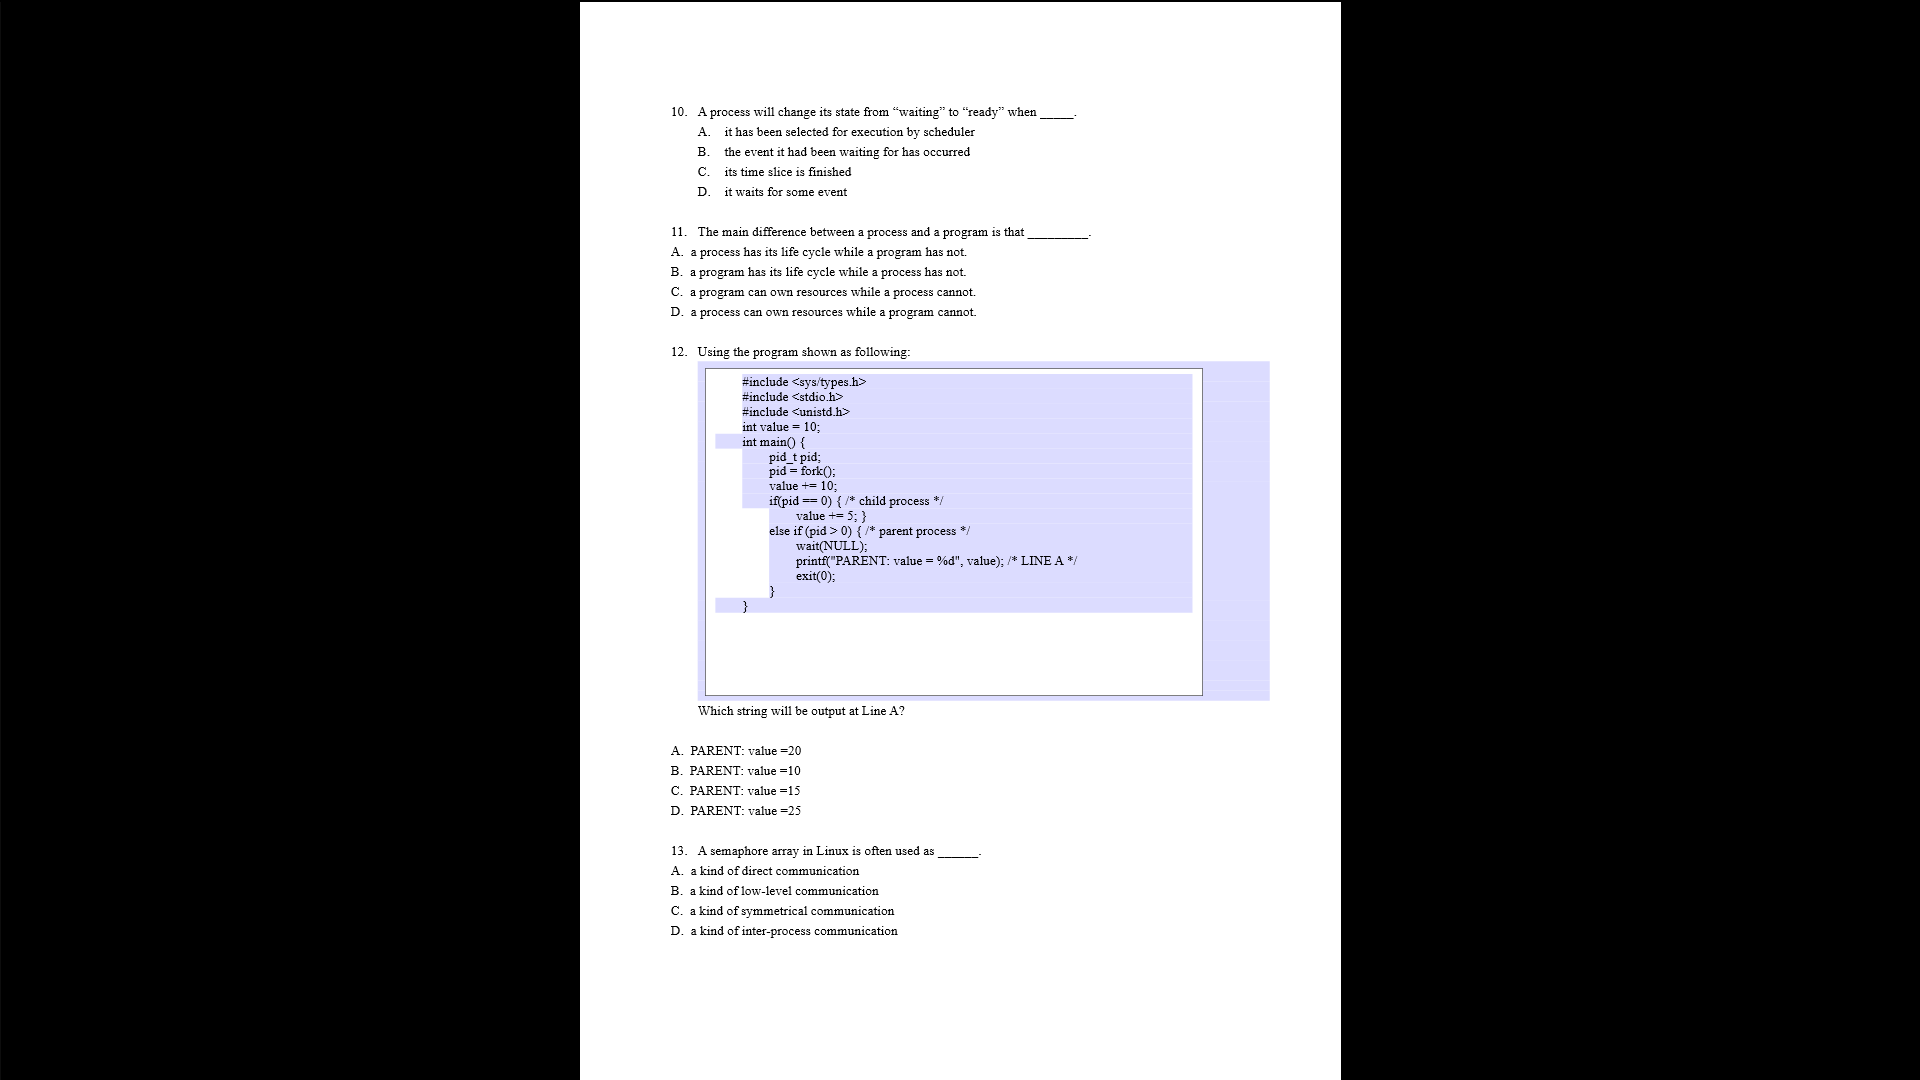 10. A process will change its state from “waiting” to “ready” when _____.
A. it has been selected for execution by scheduler
B. the event it had been waiting for has occurred
C. its time slice is finished
D. it waits for some event
11. The main difference between a process and a program is that _________.
A. a process has its life cycle while a program has not.
B. a program has its life cycle while a process has not.
C. a program can own resources while a process cannot.
D. a process can own resources while a program cannot.
12. Using the program shown as following:
#include <sys/types.h>
#include <stdio.h>
#include <unistd.h>
int value = 10;
int main() {
pid_t pid;
pid = fork();
value += 10;
if(pid == 0) { /* child process */
value += 5; }
else if (pid > 0) { /* parent process */
wait(NULL);
printf("PARENT: value = %d", value); /* LINE A */
exit(0);
}
}
Which string will be output at Line A?
A. PARENT: value =20
B. PARENT: value =10
C. PARENT: value =15
D. PARENT: value =25
13. A semaphore array in Linux is often used as ______.
A. a kind of direct communication
B. a kind of low-level communication
C. a kind of symmetrical communication
D. a kind of inter-process communication